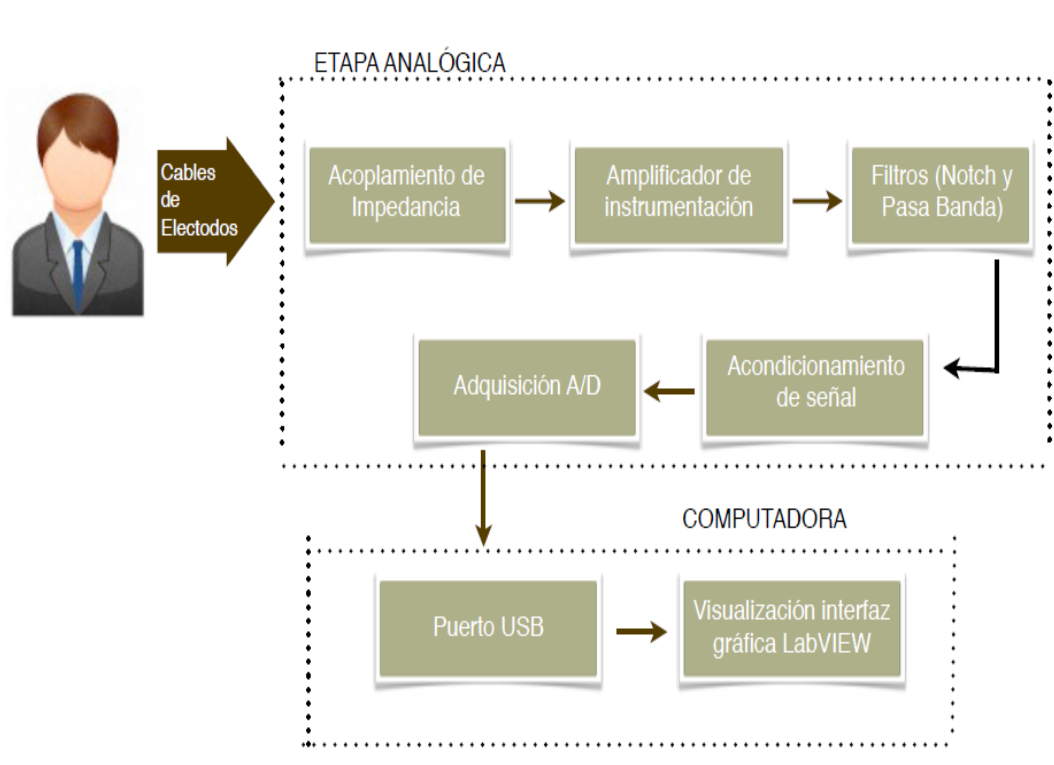 ETAPA ANALÓGICA
Cables
de
Electodos
Acoplamiento de
Impedancia
Amplificador de
instrumentación
Filtros (Notch y
Pasa Banda)
Acondicionamiento
de señal
Adquisición A/D
COMPUTADORA
Puerto USB
Visualización interfaz
gráfica LabVIEW